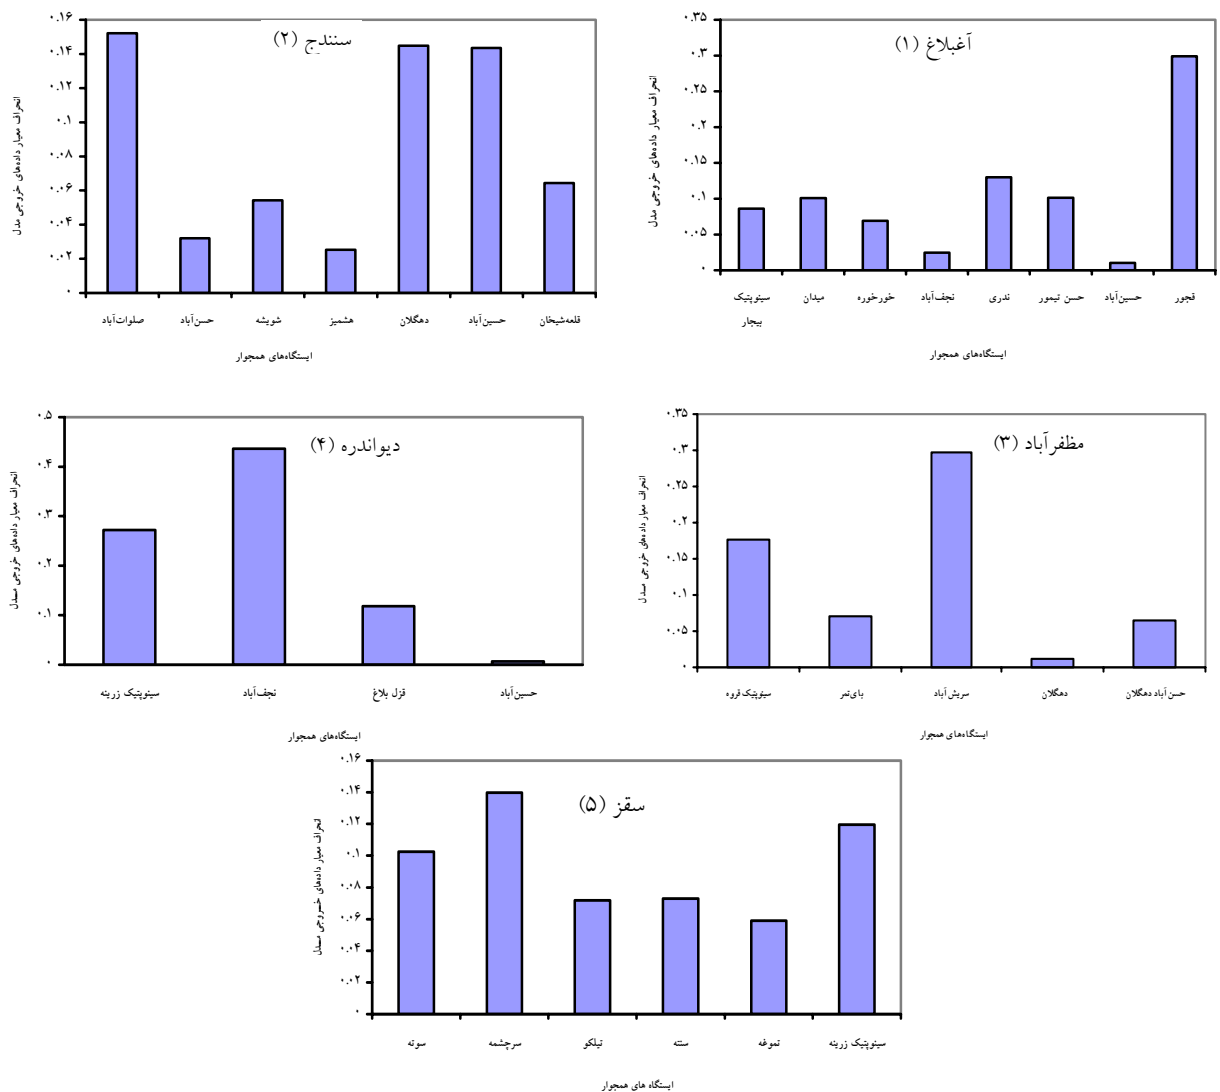 آغبلاغ (۱)
انحراف معیار داده‌های خروجی مدل
۰.۳۵
۰.۳
۰.۲۵
۰.۲
۰.۱۵
۰.۱
۰.۰۵
۰
سینوپتیک بیجار
میدان
خورخوره
نجف‌آباد
ندری
حسن تیمور
حسین‌آباد
قجور
ایستگاه‌های همجوار
سنندج (۲)
انحراف معیار داده‌های خروجی مدل
۰.۱۶
۰.۱۴
۰.۱۲
۰.۱
۰.۰۸
۰.۰۶
۰.۰۴
۰.۰۲
۰
صلوات‌آباد
حسن‌آباد
شویشه
هشمیز
دهگلان
حسین‌آباد
قلعه‌شیخان
ایستگاه‌های همجوار
مظفرآباد (۳)
انحراف معیار داده‌های خروجی مدل
۰.۳۵
۰.۳
۰.۲۵
۰.۲
۰.۱۵
۰.۱
۰.۰۵
۰
سینوپتیک قروه
بای‌تمر
سریش‌آباد
دهگلان
حسن‌آباد دهگلان
ایستگاه‌های همجوار
دیواندره (۴)
انحراف معیار داده‌های خروجی مدل
۰.۵
۰.۴
۰.۳
۰.۲
۰.۱
۰
سینوپتیک زرینه
نجف‌آباد
قزل بلاغ
حسین‌آباد
ایستگاه‌های همجوار
سقز (۵)
انحراف معیار داده‌های خروجی مدل
۰.۱۶
۰.۱۴
۰.۱۲
۰.۱
۰.۰۸
۰.۰۶
۰.۰۴
۰.۰۲
۰
سوته
سرچشمه
تیلکو
سنته
تموغه
سینوپتیک زرینه
ایستگاه های همجوار